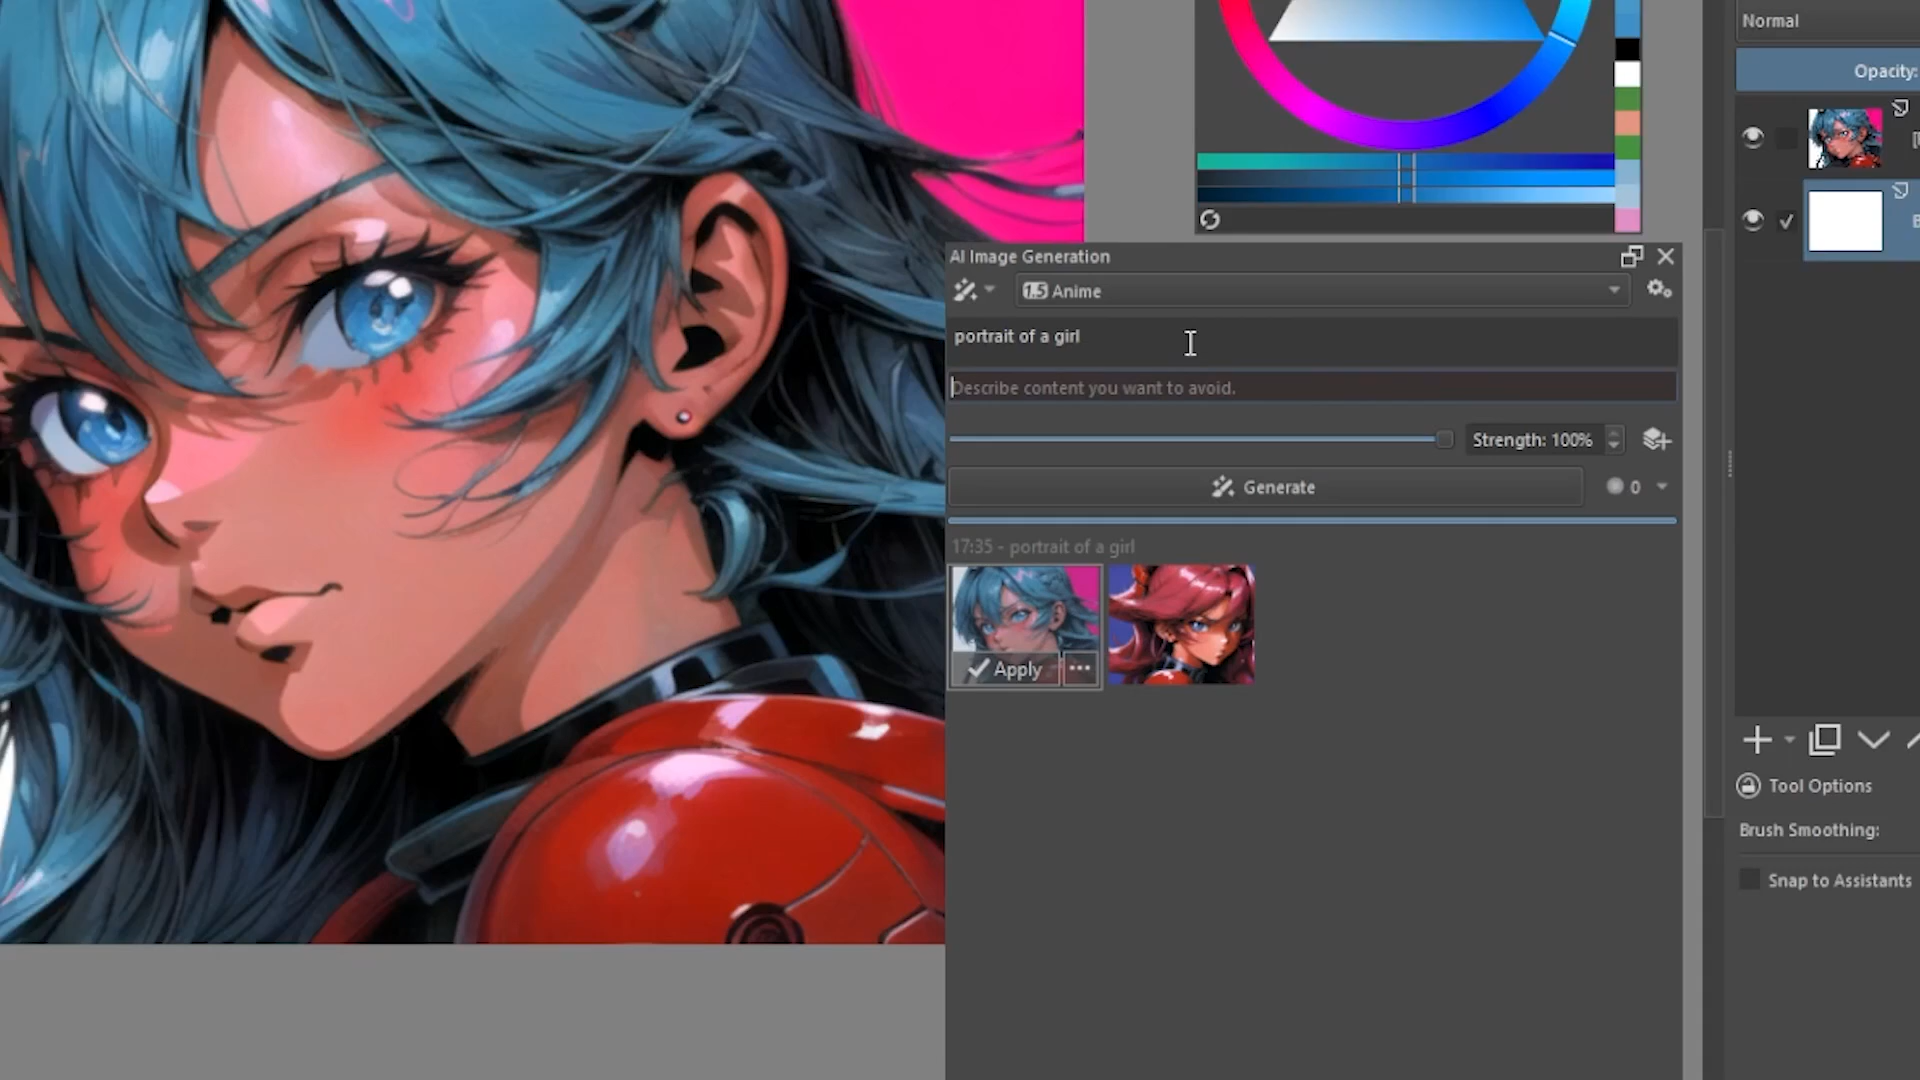 Normal
Opacity:
AI Image Generation
1.5 Anime
portrait of a girl
Describe content you want to avoid.
Strength: 100%
Generate
0
17:35 - portrait of a girl
Apply
Tool Options
Brush Smoothing:
Snap to Assistants